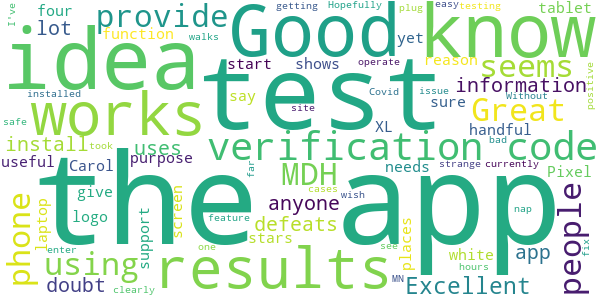 I've
four
lot
provide
function
Good
getting
Hopefully
plug
easy
testing
know
tablet
walks
operate
idea
yet
start
shows
Covid
issue
reason
seems
positive
installed
works
say
site
Without
information
safe
sure
XL
Great
handful
install
took
uses
verification code
test
bad
useful
Carol
purpose
far
MDH
needs
strange
currently
the app
cases
anyone
wish
Pixel
nap
people
give
logo
screen
support
feature
defeats
places
white
app
fix
phone
laptop
using
one
stars
see
hours
enter
doubt
clearly
results
MN
Excellent